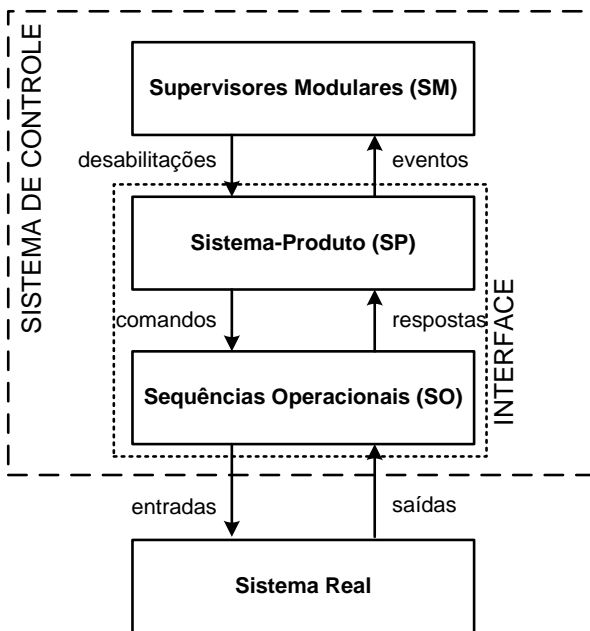 SISTEMA DE CONTROLE
Supervisores Modulares (SM)
desabilitações
eventos
Sistema-Produto (SP)
comandos
respostas
INTERFACE
Sequências Operacionais (SO)
entradas
saídas
Sistema Real